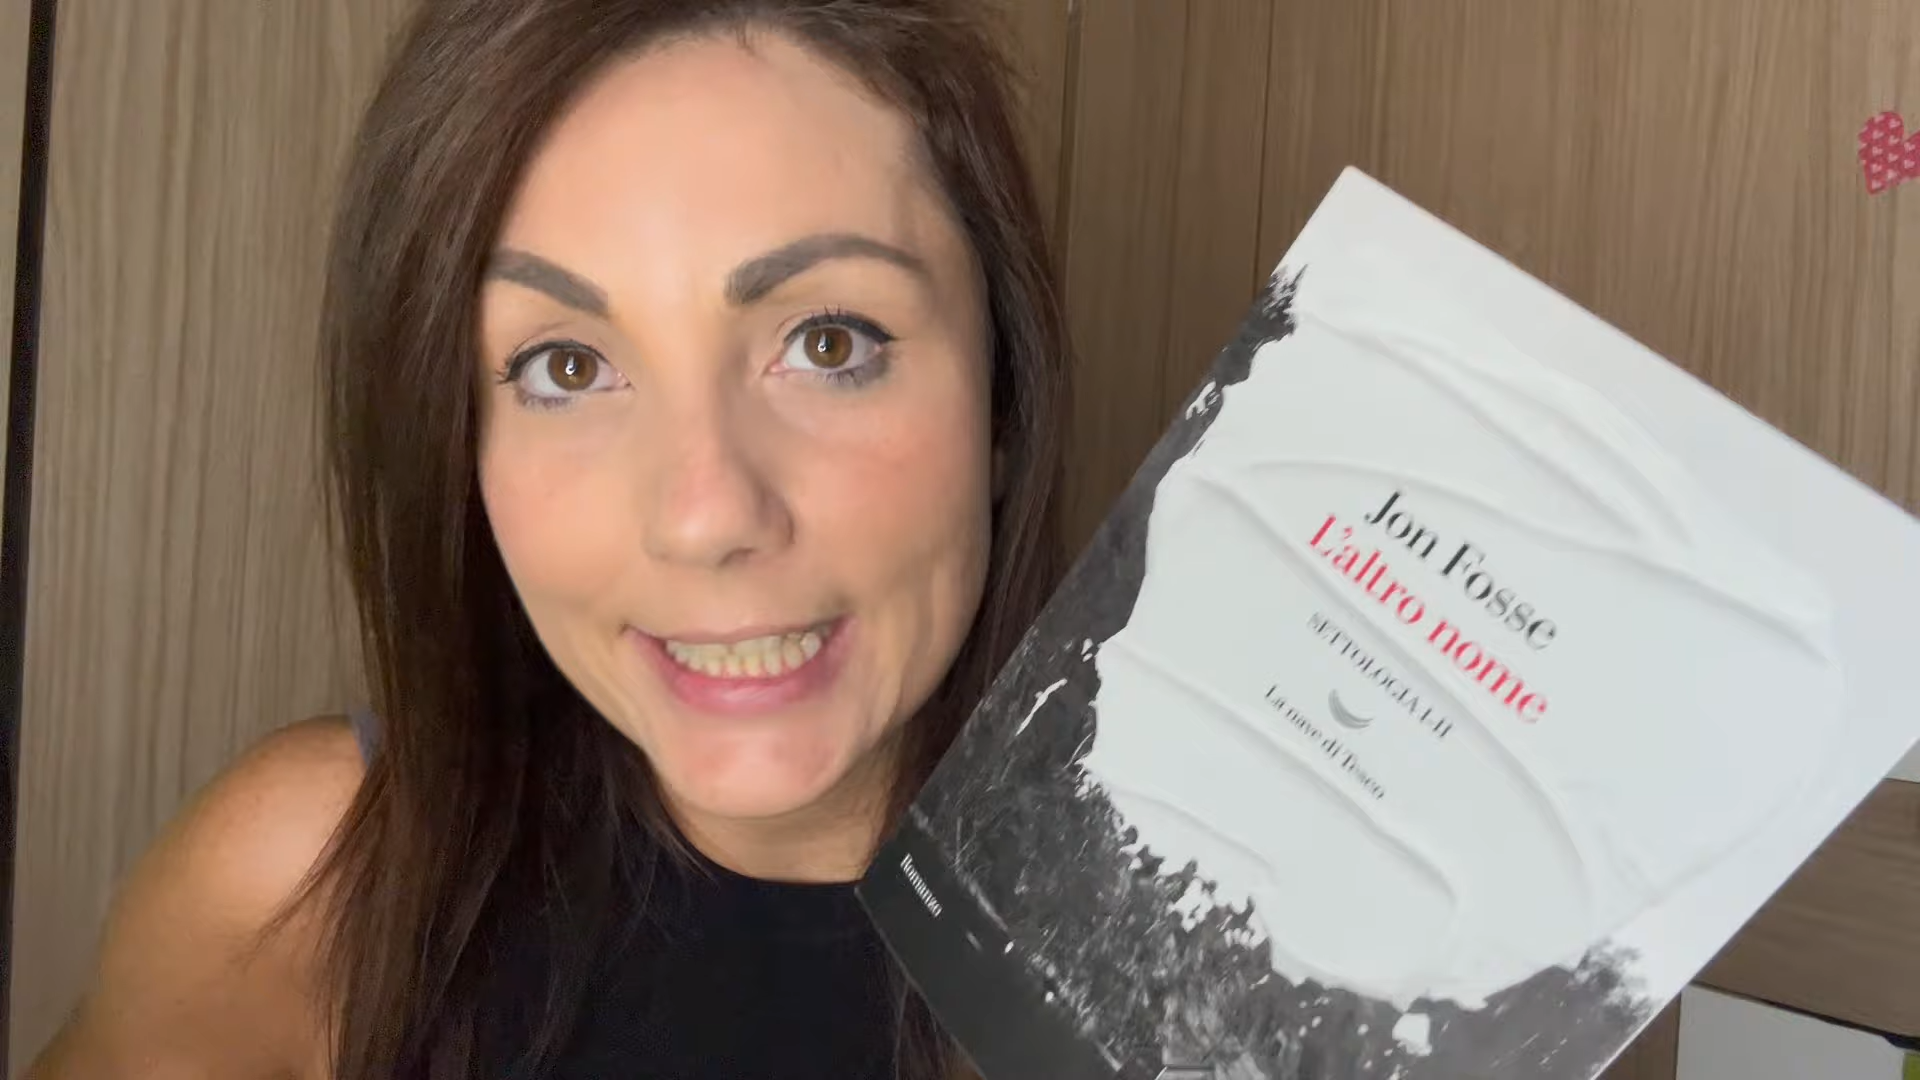 Jon Fosse
L'altro nome
SETTOLOGIA I-II
La nave di Teseo
Romanzo